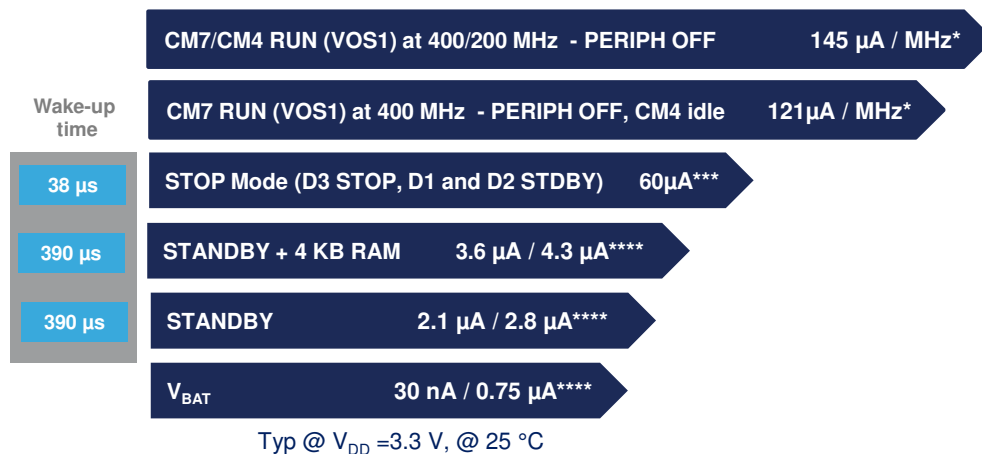 CM7/CM4 RUN (VOS1) at 400/200 MHz - PERIPH OFF 145 µA / MHz*
Wake-up
time
CM7 RUN (VOS1) at 400 MHz - PERIPH OFF, CM4 idle 121µA / MHz*
38 µs STOP Mode (D3 STOP, D1 and D2 STDBY) 60µA***
390 µs STANDBY + 4 KB RAM 3.6 µA / 4.3 µA****
390 µs STANDBY 2.1 µA / 2.8 µA****
VBAT 30 nA / 0.75 µA****
Typ @ VDD =3.3 V, @ 25 °C